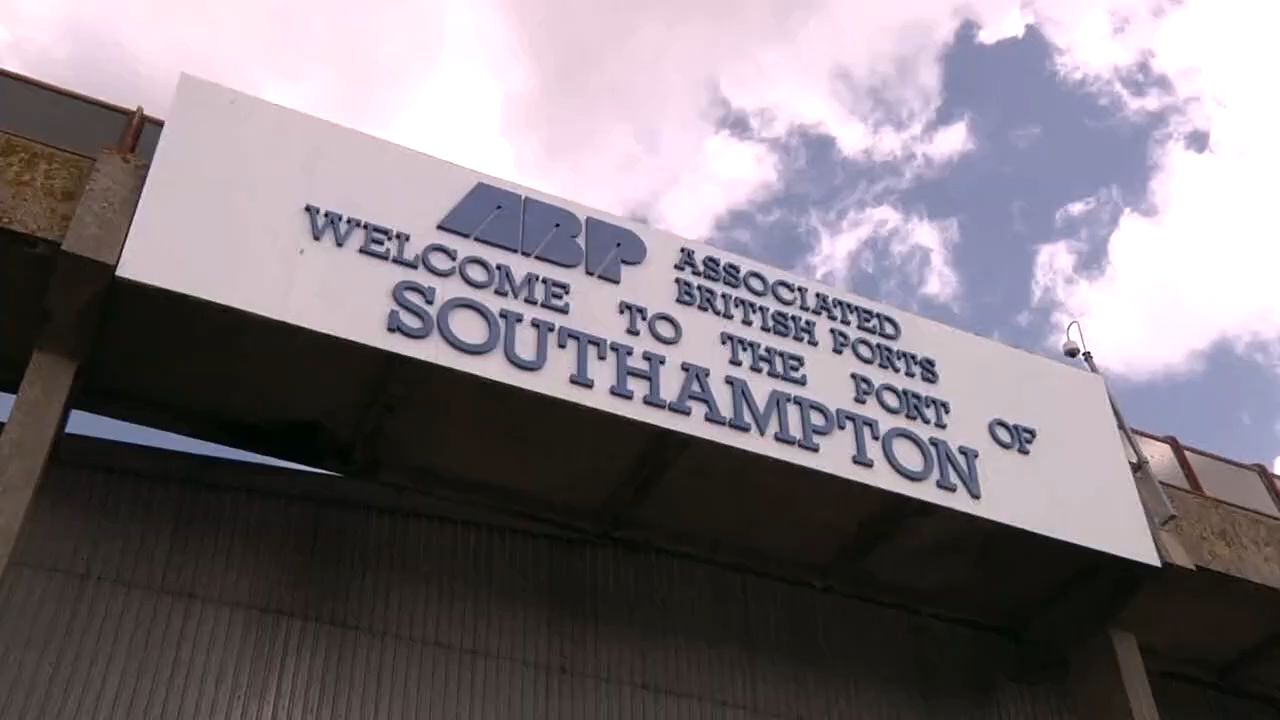 ABP ASSOCIATED
BRITISH PORTS
WELCOME TO THE PORT OF
SOUTHAMPTON